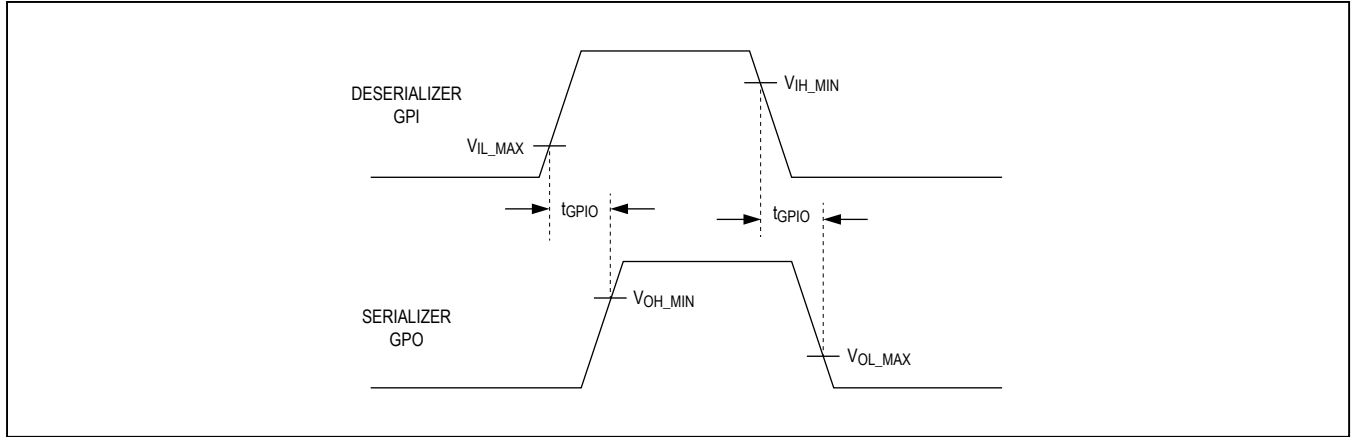 DESERIALIZER
GPI
VIH_MIN
VIL_MAX
tGPIO
tGPIO
SERIALIZER
GPO
VOH_MIN
VOL_MAX